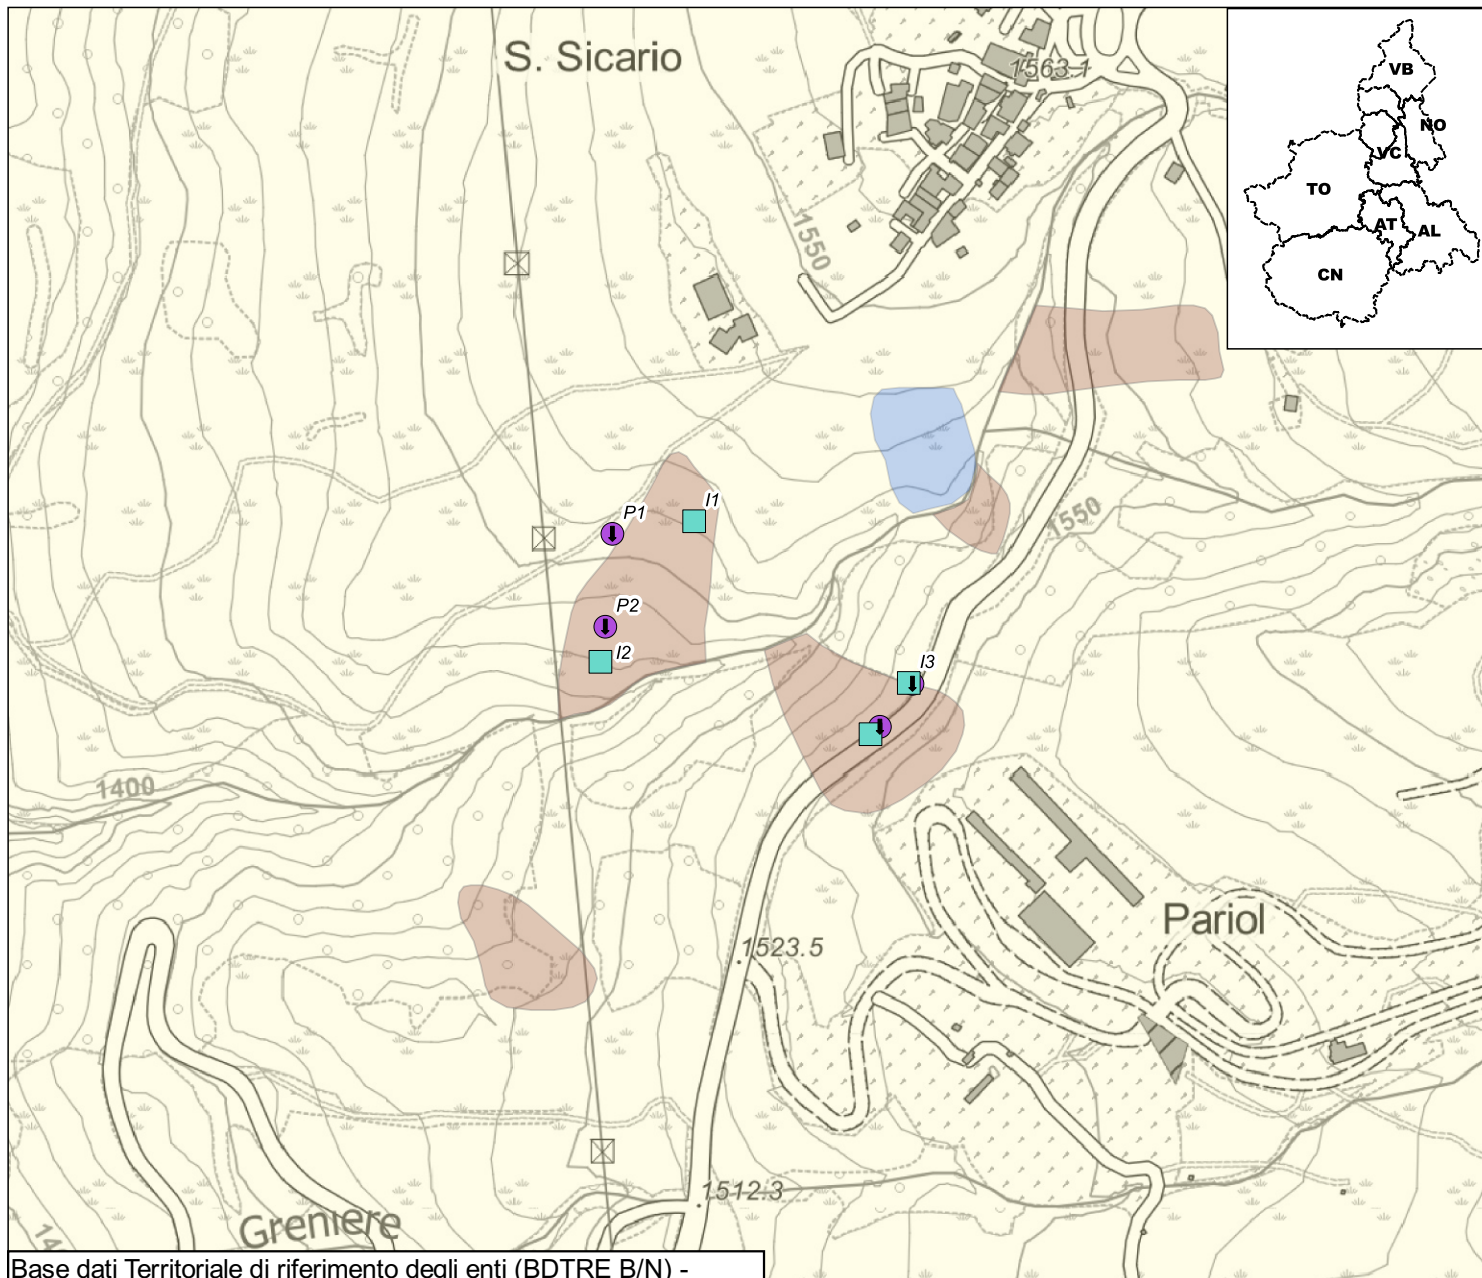 S. Sicario
1563.1
VB
NO
VC
TO
AT
AL
CN
1550
I1
P1
1550
P2
I2
I3
1400
Pariol
1523.5
1512.3
Greniere
Base dati Territoriale di riferimento degli enti (BDTRE B/N) -